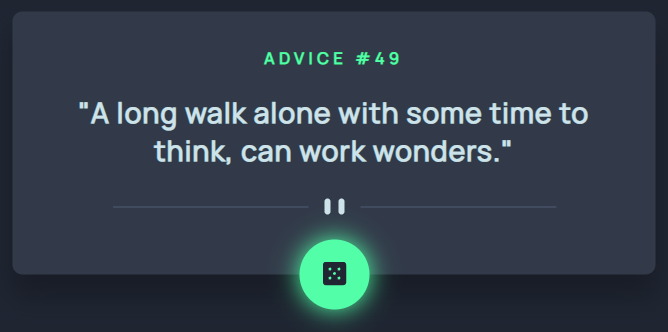 ADVICE #49
"A long walk alone with some time to
think, can work wonders."